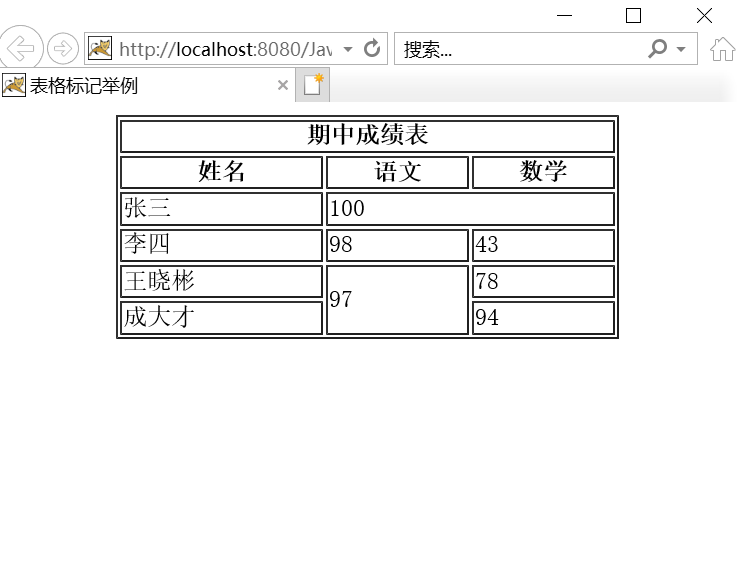 http://localhost:8080/Jav
搜索...
表格标记举例
期中成绩表
姓名 语文 数学
张三 100
李四 98 43
王晓彬 97 78
成大才 94